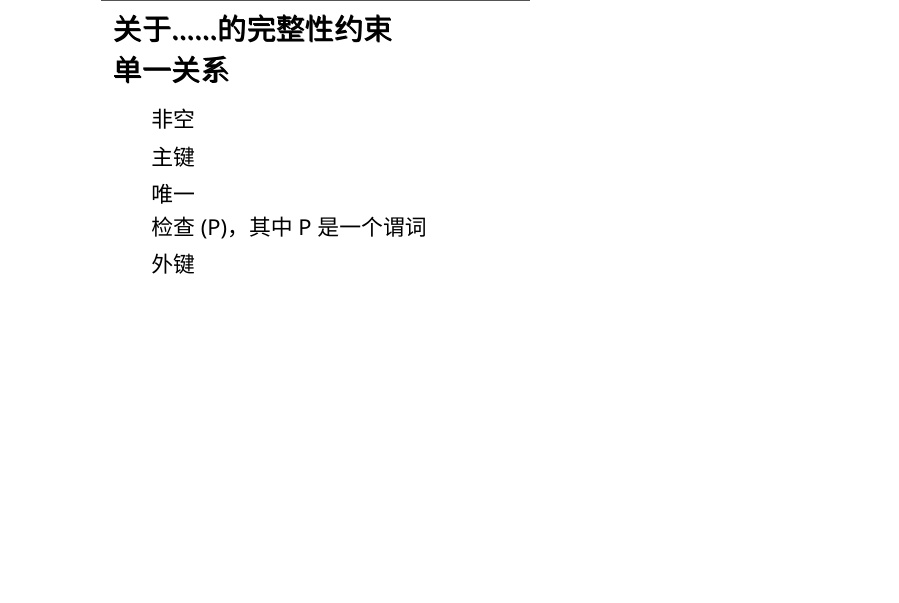 关于......的完整性约束
单一关系
非空
主键
唯一
检查 (P)，其中 P 是一个谓词
外键